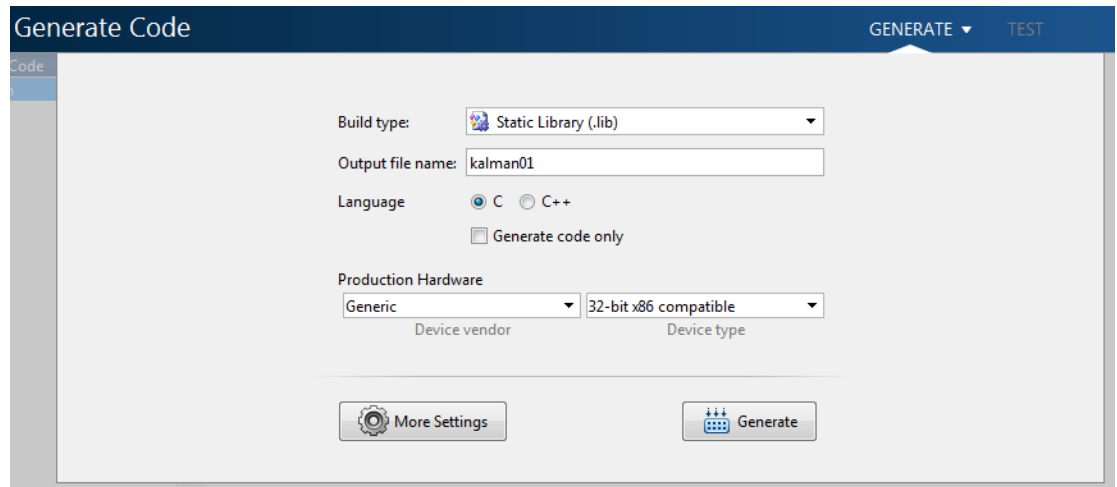 Generate Code
GENERATE
TEST
Code
Build type:
Static Library (.lib)
Output file name:
kalman01
Language
C
C++
Generate code only
Production Hardware
Generic
32-bit x86 compatible
Device vendor
Device type
More Settings
Generate